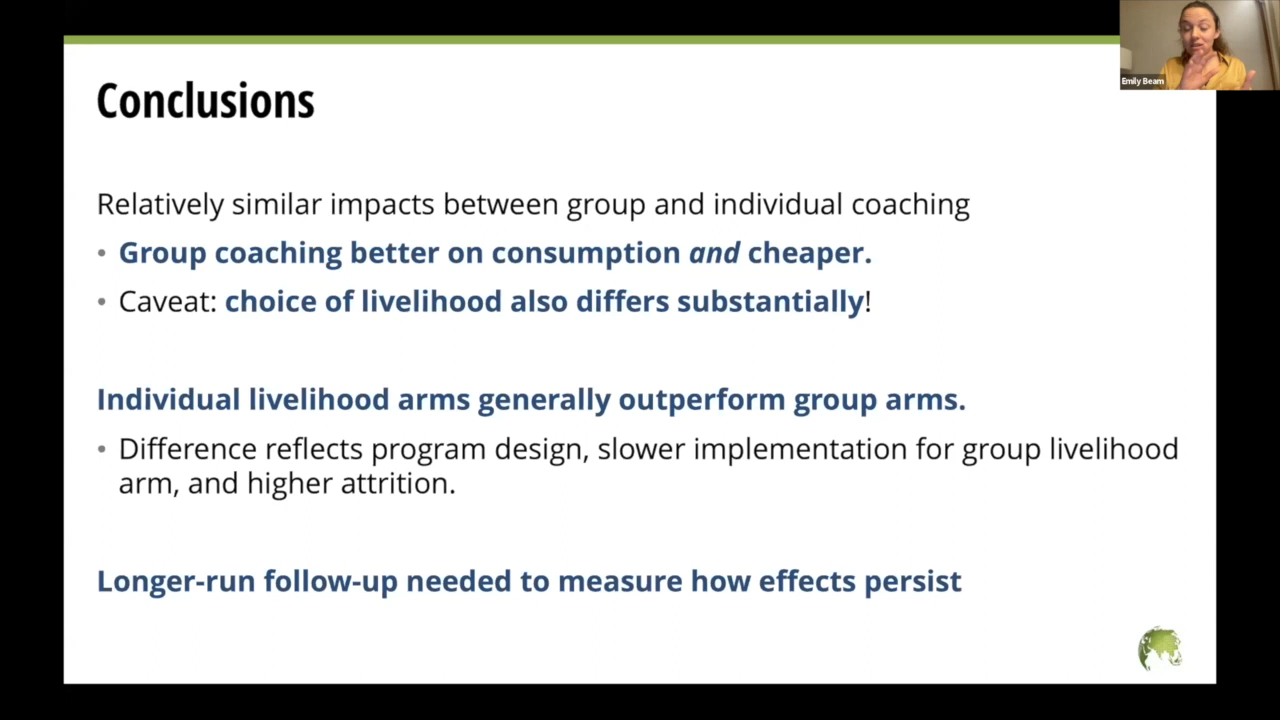 Emily Beam
Conclusions
Relatively similar impacts between group and individual coaching
• Group coaching better on consumption and cheaper.
• Caveat: choice of livelihood also differs substantially!
Individual livelihood arms generally outperform group arms.
• Difference reflects program design, slower implementation for group livelihood
arm, and higher attrition.
Longer-run follow-up needed to measure how effects persist